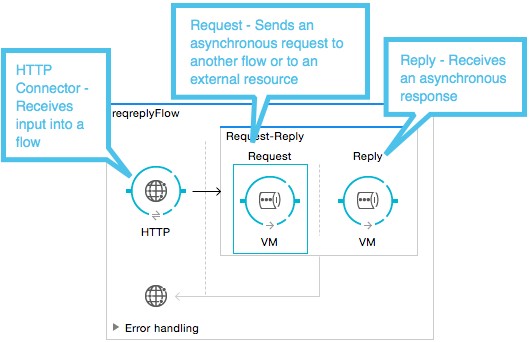 Request - Sends an
asynchronous request to
another flow or to an
external resource
Reply - Receives
an asynchronous
response
HTTP
Connector -
Receives
input into a
flow
reqreplyFlow
Request-Reply
Request
Reply
HTTP
VM
VM
Error handling